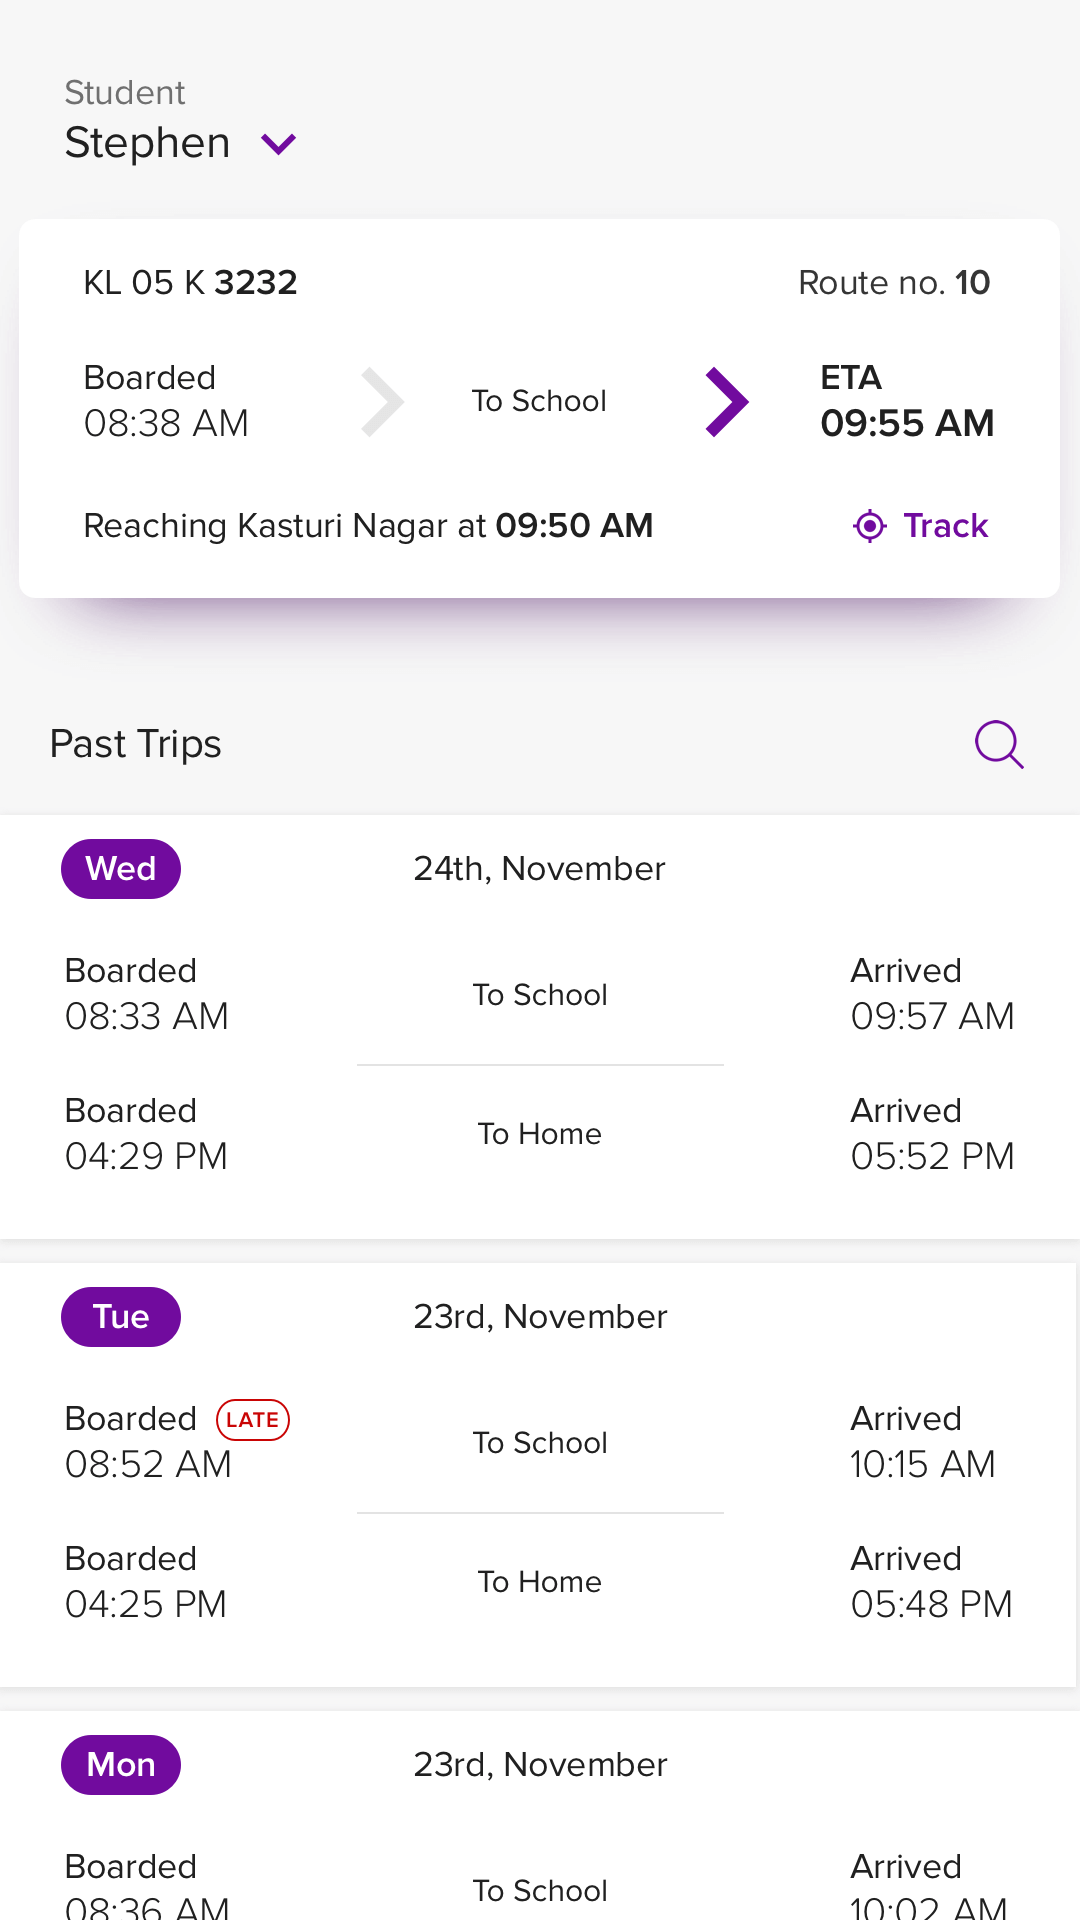 Student
Stephen
KL 05 K 3232 Route no. 10
Boarded ETA
08:38 AM To School 09:55 AM
Reaching Kasturi Nagar at 09:50 AM Track
Past Trips
Wed 24th, November
Boarded Arrived
08:33 AM To School 09:57 AM
Boarded Arrived
04:29 PM To Home 05:52 PM
Tue 23rd, November
Boarded LATE Arrived
08:52 AM To School 10:15 AM
Boarded Arrived
04:25 PM To Home 05:48 PM
Mon 23rd, November
Boarded Arrived
08:36 AM To School 10:02 AM